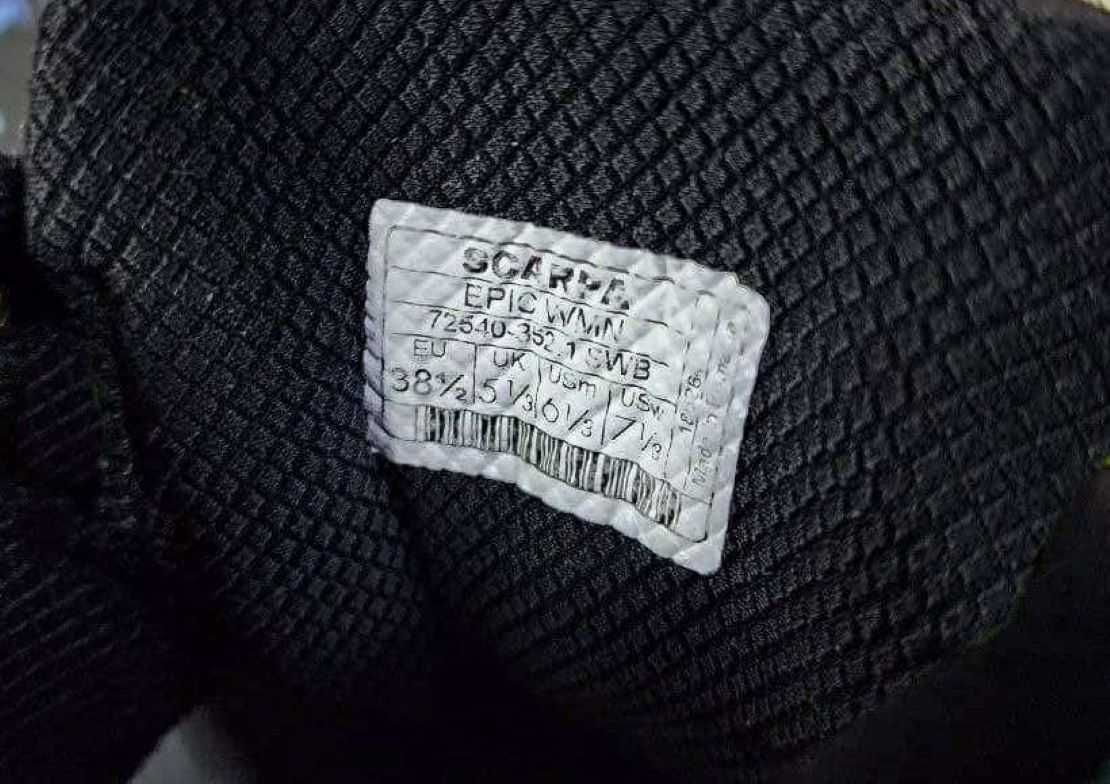 SCARPA
EPIC WMN
72540-352.1 SWB
EU UK USm USw
38½ 5⅓ 6⅓ 7⅓
Made